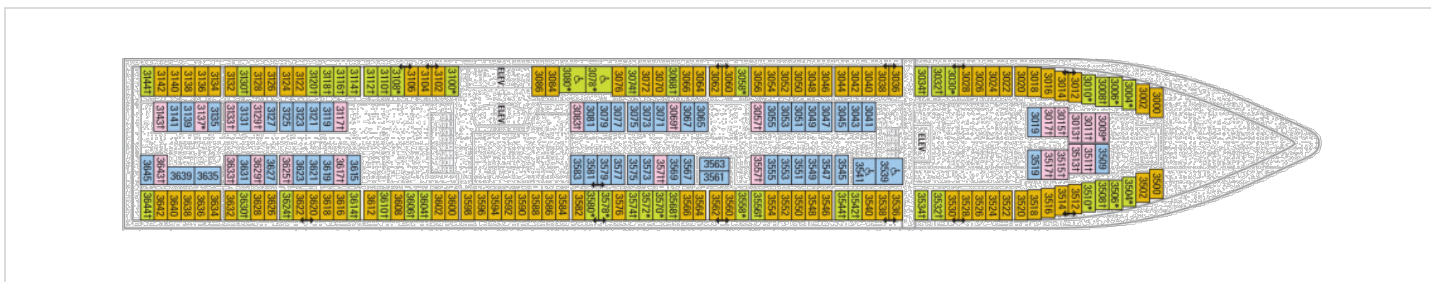 3144† 3142 3140 3138 3136 3134 3132 3130† 3128 3126 3124 3122 3120† 3118† 3116† 3114† 3112† 3110† 3108* 3106 3104 3102 3100* ELEV 3086 3084 3080* 3078* 3076 3074† 3072 3070 3068† 3066 3064 3062 3060 3058* 3056 3054 3052 3050 3048 3046 3044 3042 3040 3038 3036 3034† 3032† 3030* 3028 3026 3024 3022 3020 3018 3016 3014 3012 3010* 3008† 3006* 3004* 3002 3000
3143† 3141 3139 3137* 3135 3133† 3131 3129† 3127 3125 3123 3121 3119 3117† ELEV 3083† 3081 3079 3077 3075 3073 3071 3069† 3067 3065 3057† 3055 3053 3051 3049 3047 3045 3043 3041 ELEV 3019 3017† 3015† 3013† 3011† 3009*
3645 3643† 3639 3635 3633† 3631 3629† 3627 3625† 3623 3621 3619 3617† 3615 3583 3581 3579 3577 3575 3573 3571† 3569 3567 3563 3561 3557† 3555 3553 3551 3549 3547 3545 3541 3539 3519 3517† 3515† 3513† 3511† 3509
3644† 3642 3640 3638 3636 3634 3632 3630† 3628 3626 3624† 3622 3620 3618 3616 3614† 3612 3610† 3608 3606† 3604† 3602 3600 3598 3596 3594 3592 3590 3588 3586 3584 3582 3580* 3578* 3576 3574† 3572* 3570* 3568† 3566 3564 3562 3560 3558* 3556† 3554 3552 3550 3548 3546 3544† 3542† 3540 3538 3536 3534† 3532† 3530 3528 3526 3524 3522 3520 3518 3516 3514 3512 3510* 3508† 3506* 3504* 3502 3500